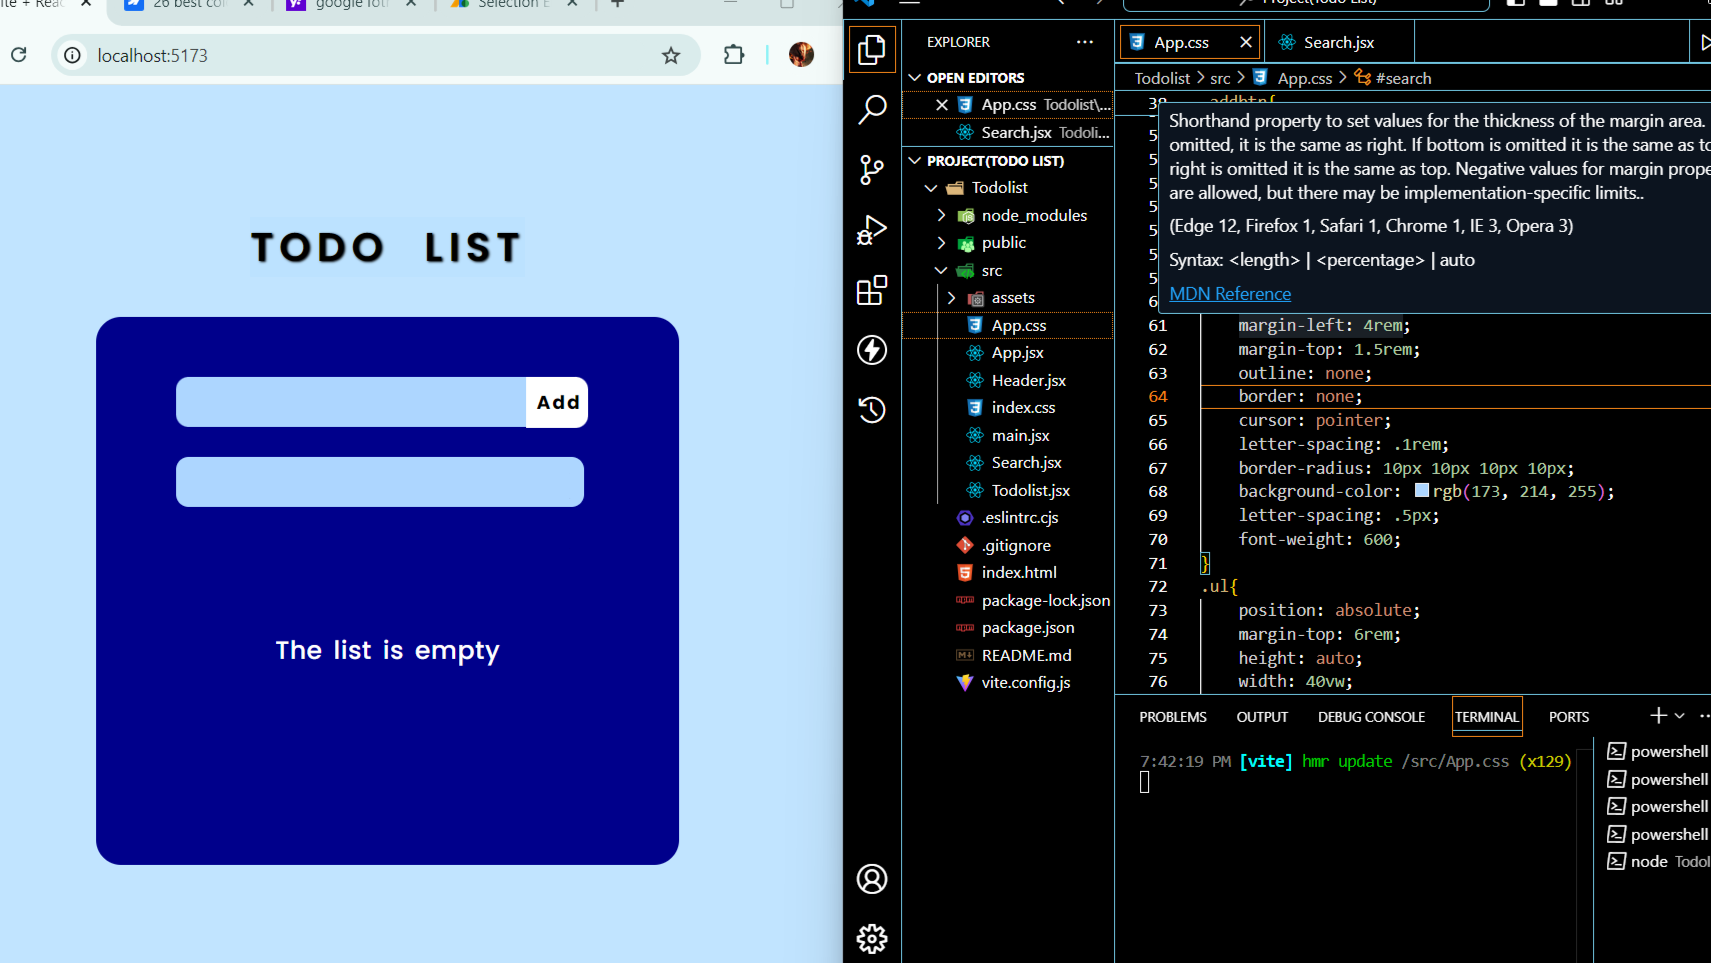 26 best col
google fon
Selection E
Project(Todo List)
localhost:5173
TODO LIST
Add
The list is empty
EXPLORER
OPEN EDITORS
App.css Todolist\...
Search.jsx Todoli...
PROJECT(TODO LIST)
Todolist
node_modules
public
src
assets
App.css
App.jsx
Header.jsx
index.css
main.jsx
Search.jsx
Todolist.jsx
.eslintrc.cjs
.gitignore
index.html
package-lock.json
package.json
README.md
vite.config.js
App.css
Search.jsx
Todolist > src > App.css > #search
Shorthand property to set values for the thickness of the margin area.
omitted, it is the same as right. If bottom is omitted it is the same as to
right is omitted it is the same as top. Negative values for margin prope
are allowed, but there may be implementation-specific limits..
(Edge 12, Firefox 1, Safari 1, Chrome 1, IE 3, Opera 3)
Syntax: <length> | <percentage> | auto
MDN Reference
61 margin-left: 4rem;
62 margin-top: 1.5rem;
63 outline: none;
64 border: none;
65 cursor: pointer;
66 letter-spacing: .1rem;
67 border-radius: 10px 10px 10px 10px;
68 background-color: rgb(173, 214, 255);
69 letter-spacing: .5px;
70 font-weight: 600;
71 }
72 .ul{
73 position: absolute;
74 margin-top: 6rem;
75 height: auto;
76 width: 40vw;
PROBLEMS OUTPUT DEBUG CONSOLE TERMINAL PORTS
7:42:19 PM [vite] hmr update /src/App.css (x129)
powershell
powershell
powershell
powershell
node Todol